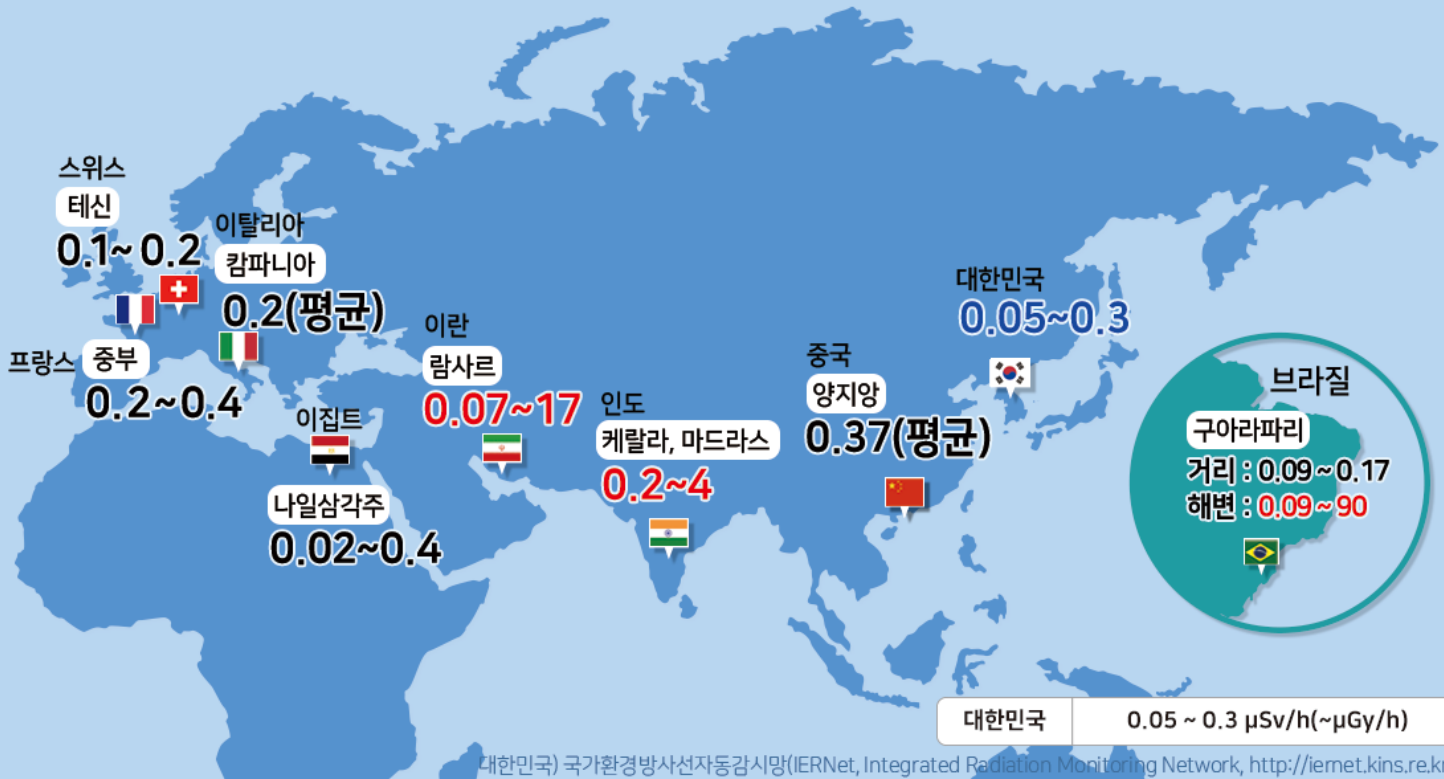 스위스
테신
0.1~ 0.2
이탈리아
캄파니아
0.2(평균)
프랑스 중부
0.2~0.4
이집트
나일삼각주
0.02~0.4
이란
람사르
0.07~17
인도
케랄라, 마드라스
0.2~4
중국
양지앙
0.37(평균)
대한민국
0.05~0.3
브라질
구아라파리
거리 : 0.09 ~ 0.17
해변 : 0.09 ~ 90
대한민국 0.05 ~ 0.3 μSv/h(~μGy/h)
대한민국) 국가환경방사선자동감시망(IERNet, Integrated Radiation Monitoring Network, http://iernet.kins.re.kr